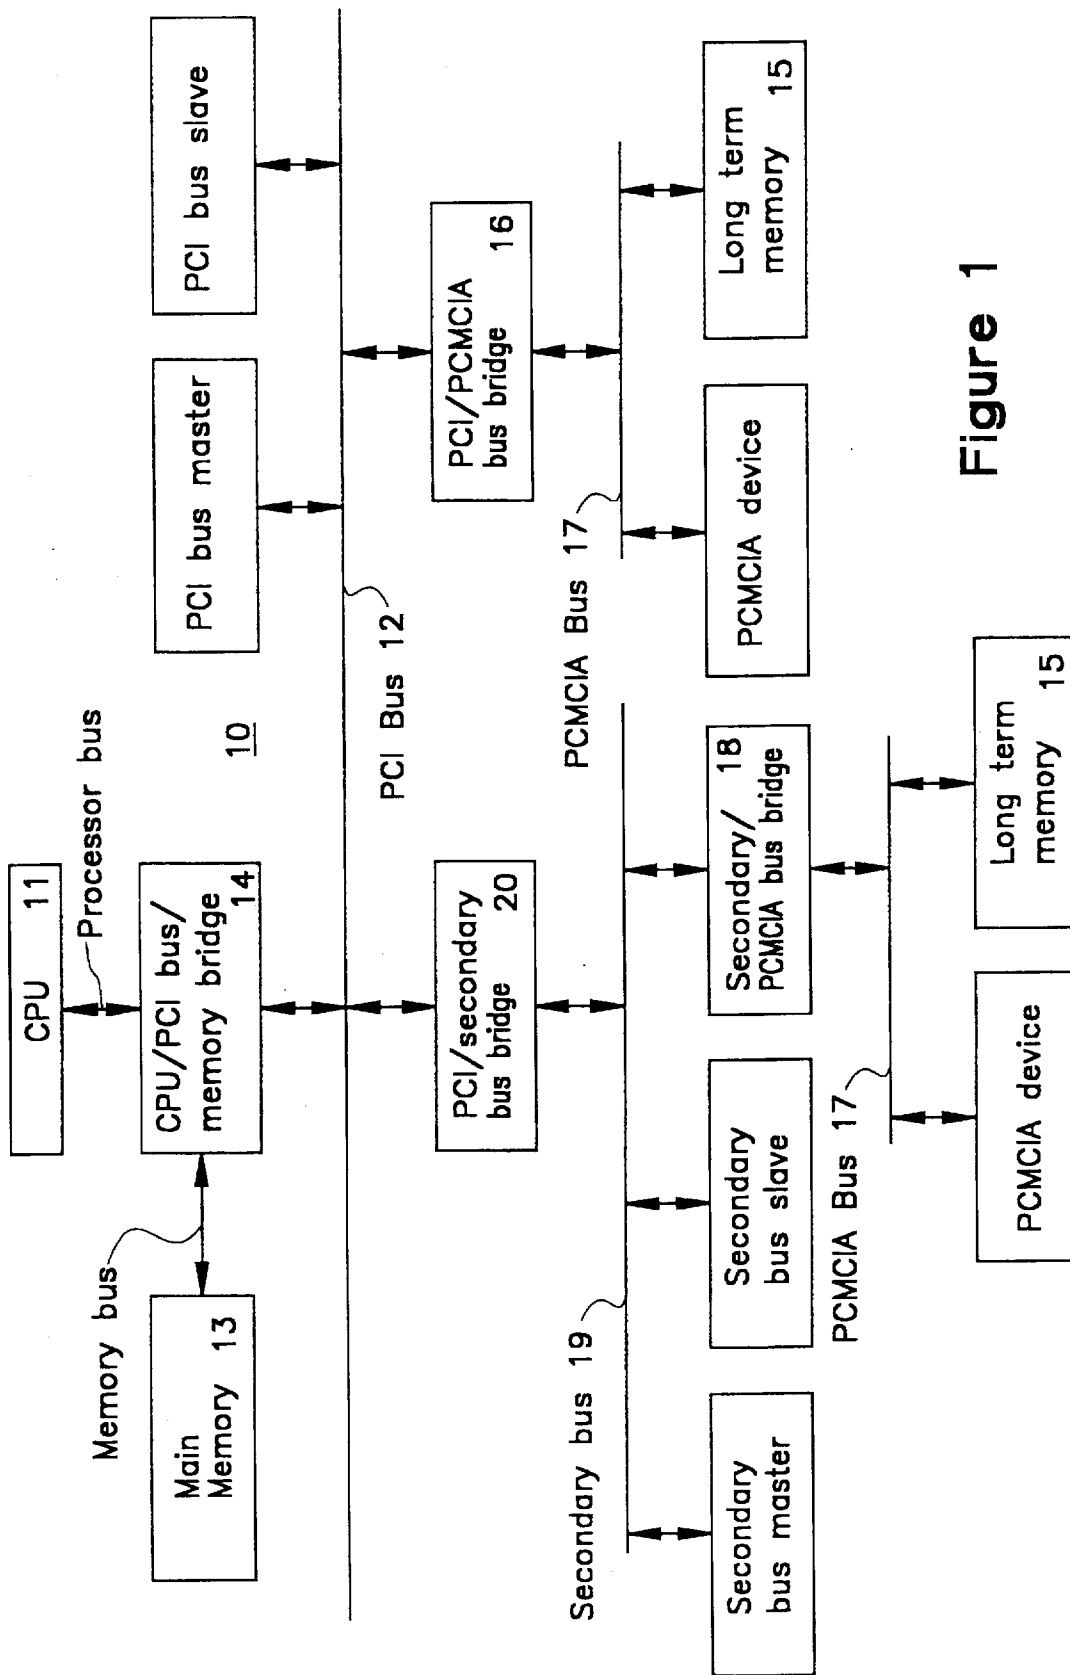 CPU 11
Processor bus
Memory bus
Main
Memory 13
CPU/PCI bus/
memory bridge
14
10
PCI bus master
PCI bus slave
PCI Bus 12
PCI/secondary
bus bridge 20
PCI/PCMCIA
bus bridge 16
Secondary bus 19
PCMCIA Bus 17
Secondary
bus master
Secondary
bus slave
Secondary/ 18
PCMCIA bus bridge
PCMCIA device
Long term
memory 15
PCMCIA Bus 17
PCMCIA device
Long term
memory 15
Figure 1